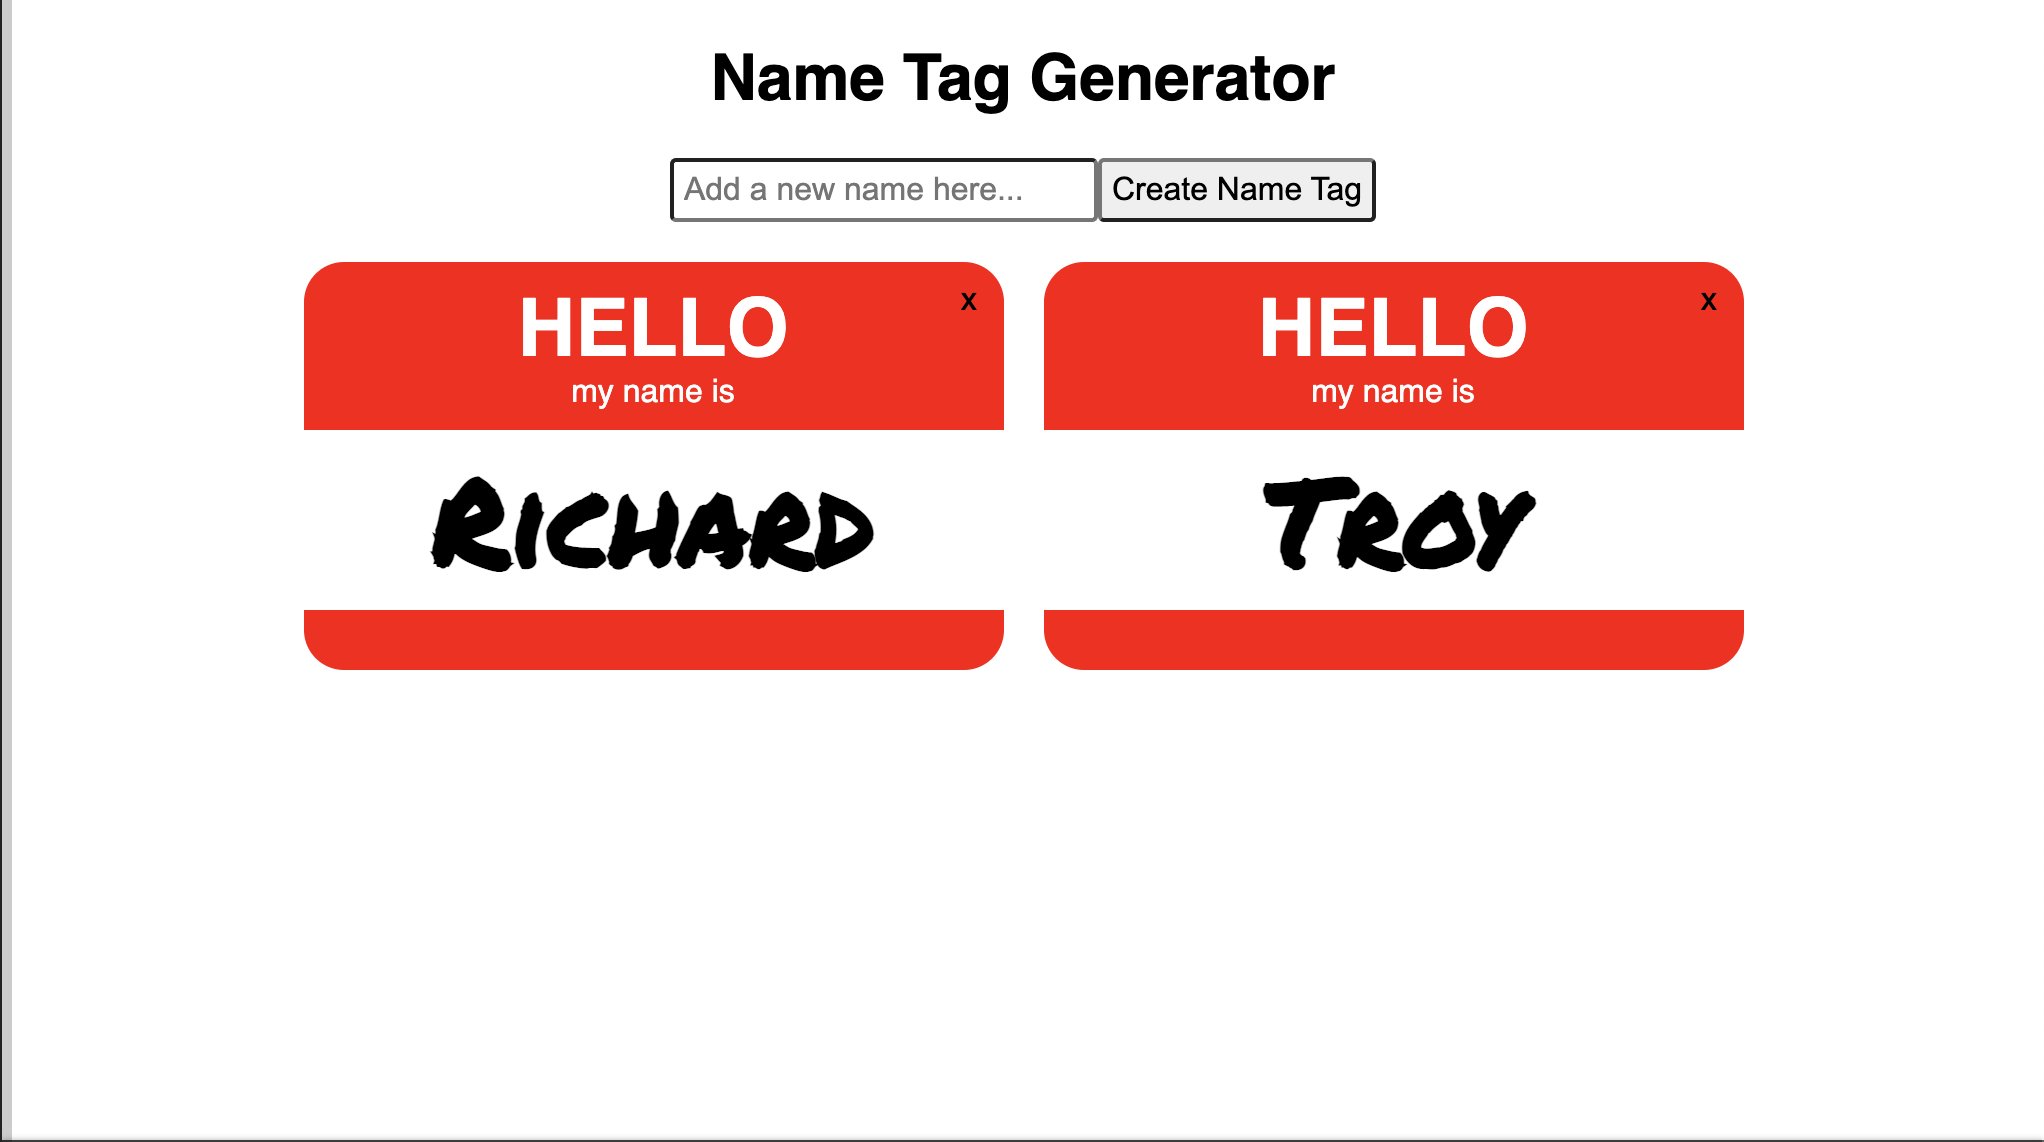 Name Tag Generator
Add a new name here...
Create Name Tag
HELLO
x
my name is
Richard
HELLO
x
my name is
Troy